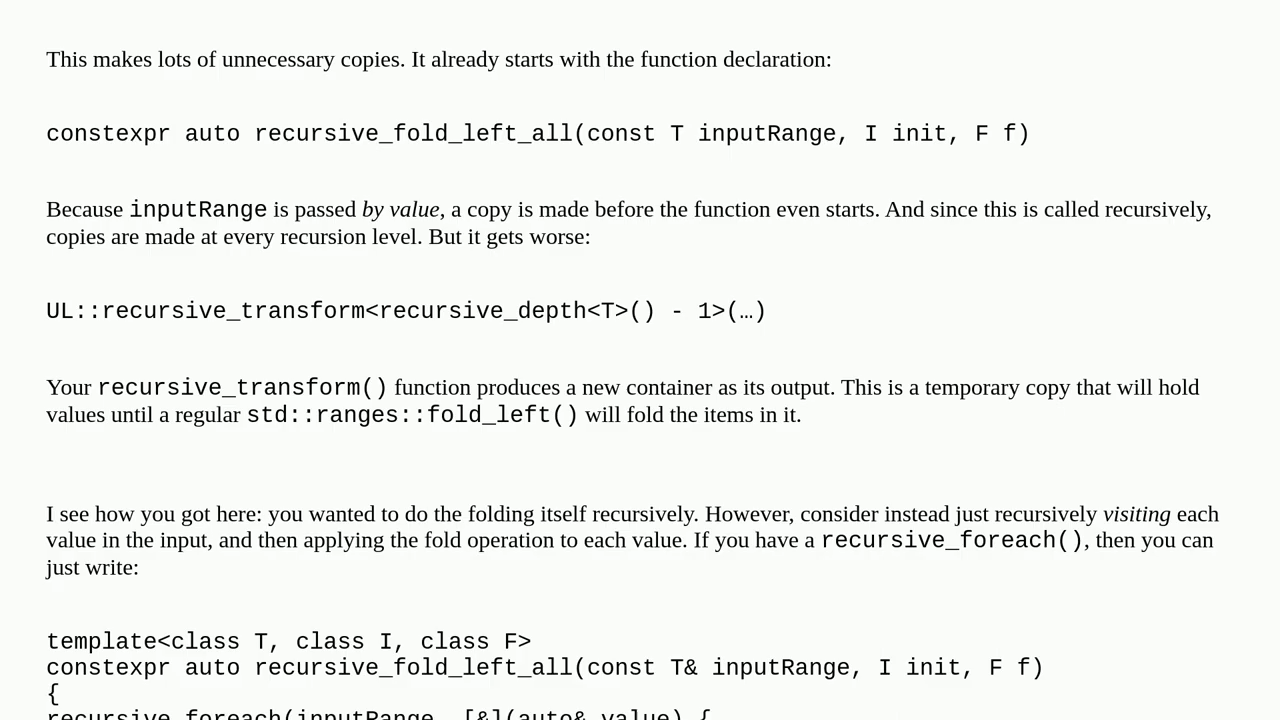 This makes lots of unnecessary copies. It already starts with the function declaration:
constexpr auto recursive_fold_left_all(const T inputRange, I init, F f)
Because inputRange is passed by value, a copy is made before the function even starts. And since this is called recursively,
copies are made at every recursion level. But it gets worse:
UL::recursive_transform<recursive_depth<T>() - 1>(…)
Your recursive_transform() function produces a new container as its output. This is a temporary copy that will hold
values until a regular std::ranges::fold_left() will fold the items in it.
I see how you got here: you wanted to do the folding itself recursively. However, consider instead just recursively visiting each
value in the input, and then applying the fold operation to each value. If you have a recursive_foreach(), then you can
just write:
template<class T, class I, class F>
constexpr auto recursive_fold_left_all(const T& inputRange, I init, F f)
{
recursive_foreach(inputRange, [&](auto& value) {